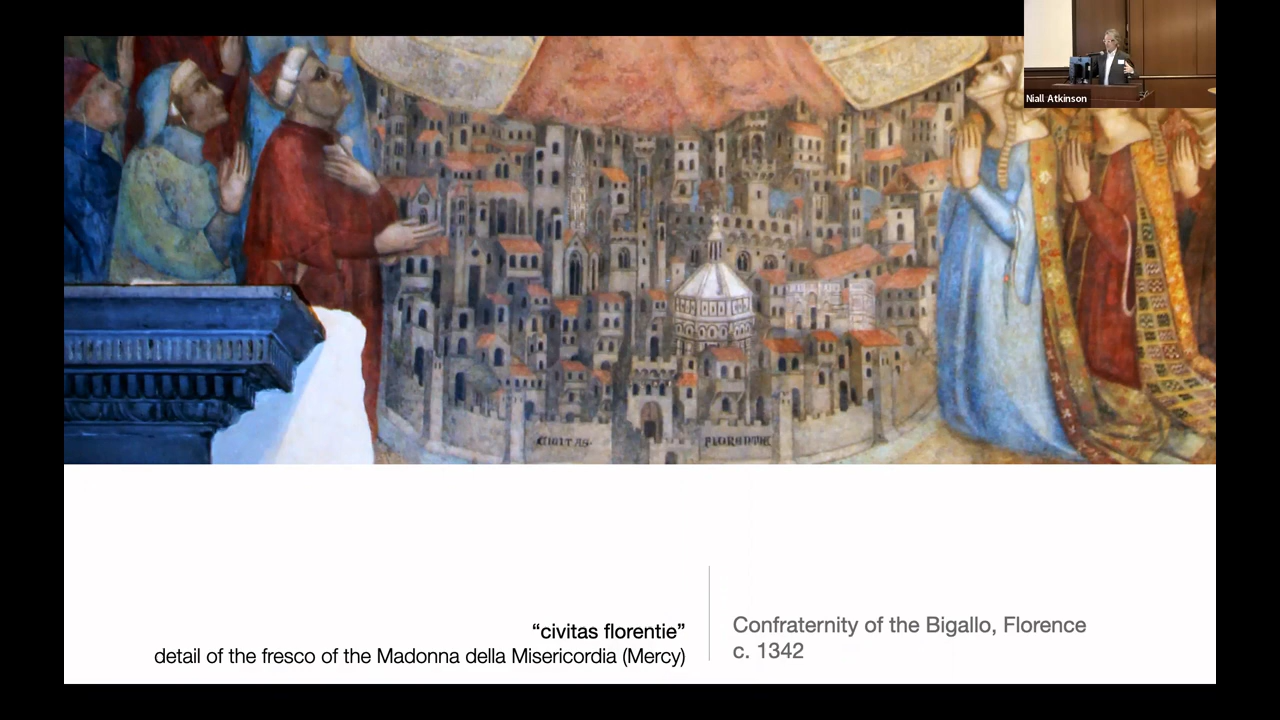 Niall Atkinson
CIVITAS
“civitas florentie”
detail of the fresco of the Madonna della Misericordia (Mercy)
Confraternity of the Bigallo, Florence
c. 1342